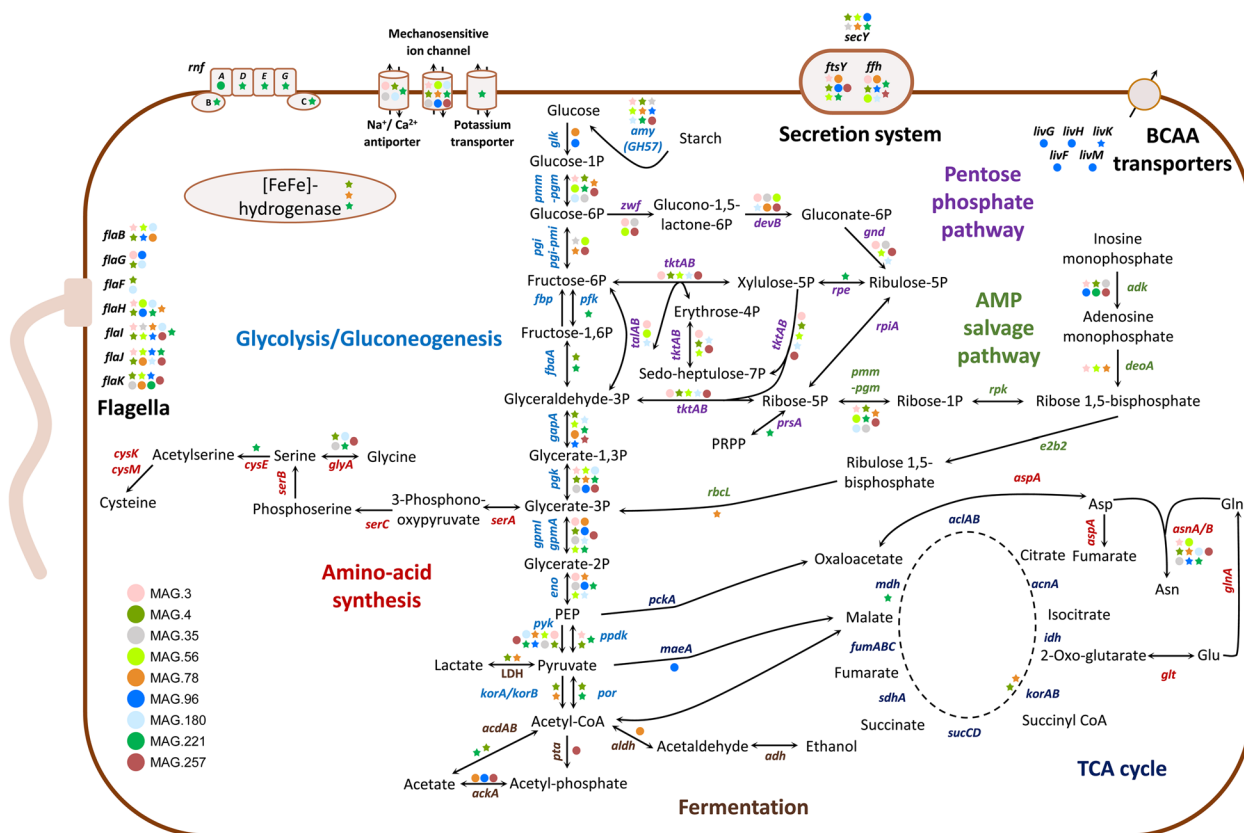 secY
Mechanosensitive
ion channel
rnf
A
D
E
G
B
C
ftsY
ffh
Na⁺/ Ca²⁺
antiporter
Potassium
transporter
Secretion system
livG
livH
livK
livF
livM
BCAA
transporters
Glucose
amy
(GH57)
Starch
glk
Glucose-1P
[FeFe]-
hydrogenase
pmm
-pgm
Glucose-6P
zwf
Glucono-1,5-
lactone-6P
devB
Gluconate-6P
gnd
Pentose
phosphate
pathway
flaB
flaG
flaF
flaH
flaI
flaJ
flaK
Flagella
pgi
pgi-pmi
Fructose-6P
tktAB
Xylulose-5P
rpe
Ribulose-5P
Inosine
monophosphate
adk
Adenosine
monophosphate
deoA
AMP
salvage
pathway
Glycolysis/Gluconeogenesis
fbp
pfk
Fructose-1,6P
Erythrose-4P
talAB
tktAB
tktAB
rpiA
Sedo-heptulose-7P
fbaA
Glyceraldehyde-3P
tktAB
Ribose-5P
pmm
-pgm
Ribose-1P
rpk
Ribose 1,5-bisphosphate
prsA
PRPP
gapA
Glycerate-1,3P
e2b2
Ribulose 1,5-
bisphosphate
cysK
cysM
Acetylserine
cysE
Serine
glyA
Glycine
Cysteine
serB
Phosphoserine
serC
3-Phosphono-
oxypyruvate
serA
pgk
Glycerate-3P
rbcL
gpmI
gpmA
Glycerate-2P
Amino-acid
synthesis
eno
PEP
pckA
Oxaloacetate
aspA
Asp
aspA
Fumarate
Gln
asnA/B
Asn
glnA
aclAB
Citrate
acnA
Isocitrate
idh
2-Oxo-glutarate
glt
Glu
korAB
Succinyl CoA
sucCD
Succinate
sdhA
Fumarate
fumABC
Malate
mdh
TCA cycle
MAG.3
MAG.4
MAG.35
MAG.56
MAG.78
MAG.96
MAG.180
MAG.221
MAG.257
pyk
ppdk
Lactate
LDH
Pyruvate
maeA
korA/korB
por
acdAB
Acetyl-CoA
pta
aldh
Acetaldehyde
adh
Ethanol
Acetate
ackA
Acetyl-phosphate
Fermentation